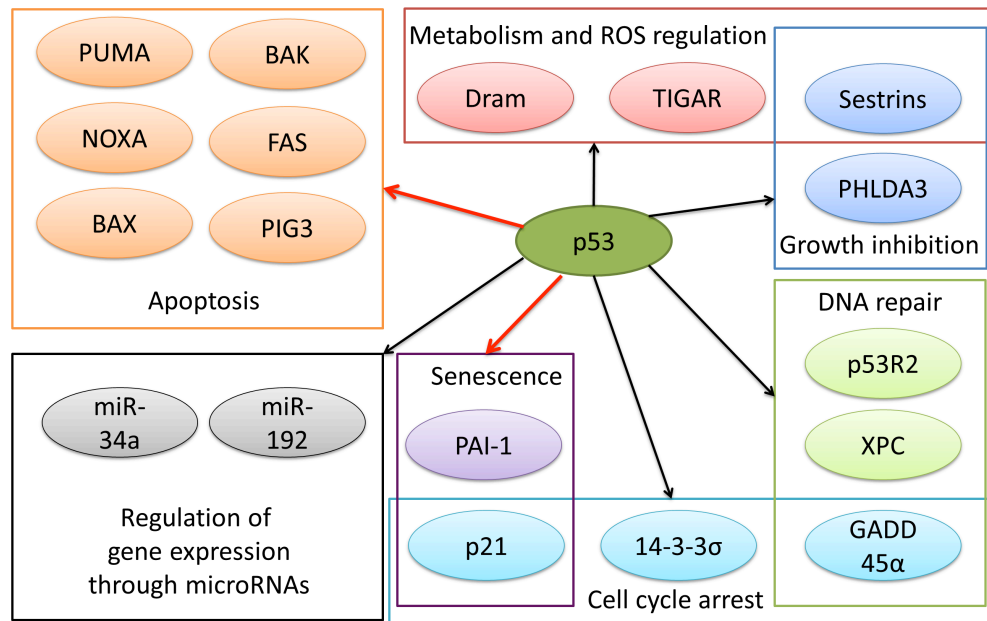 PUMA
BAK
NOXA
FAS
BAX
PIG3
Apoptosis
Metabolism and ROS regulation
Dram
TIGAR
Sestrins
PHLDA3
Growth inhibition
p53
DNA repair
p53R2
XPC
GADD
45α
miR-
34a
miR-
192
Regulation of
gene expression
through microRNAs
Senescence
PAI-1
p21
14-3-3σ
Cell cycle arrest